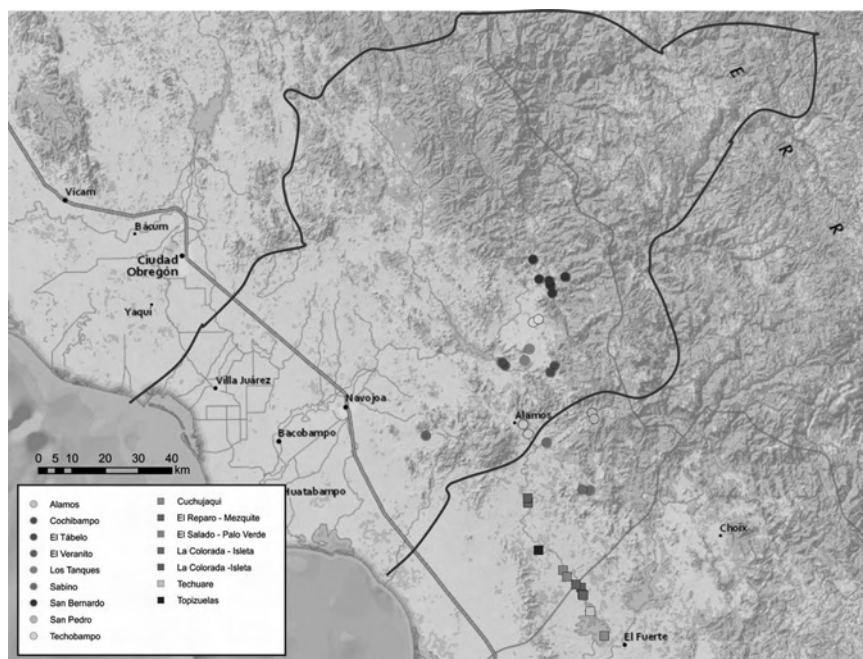 E
R
R
Vicam
Bácum
Ciudad
Obregón
Yaqui
Villa Juárez
Navojoa
Alamos
Bacobampo
0 5 10 20 30 40
km
Huatabampo
Choix
El Fuerte
Alamos
Cochibampo
El Tábelo
El Veranito
Los Tanques
Sabino
San Bernardo
San Pedro
Techobampo
Cuchujaqui
El Reparo - Mezquite
El Salado - Palo Verde
La Colorada - Isleta
La Colorada -Isleta
Techuare
Topizuelas